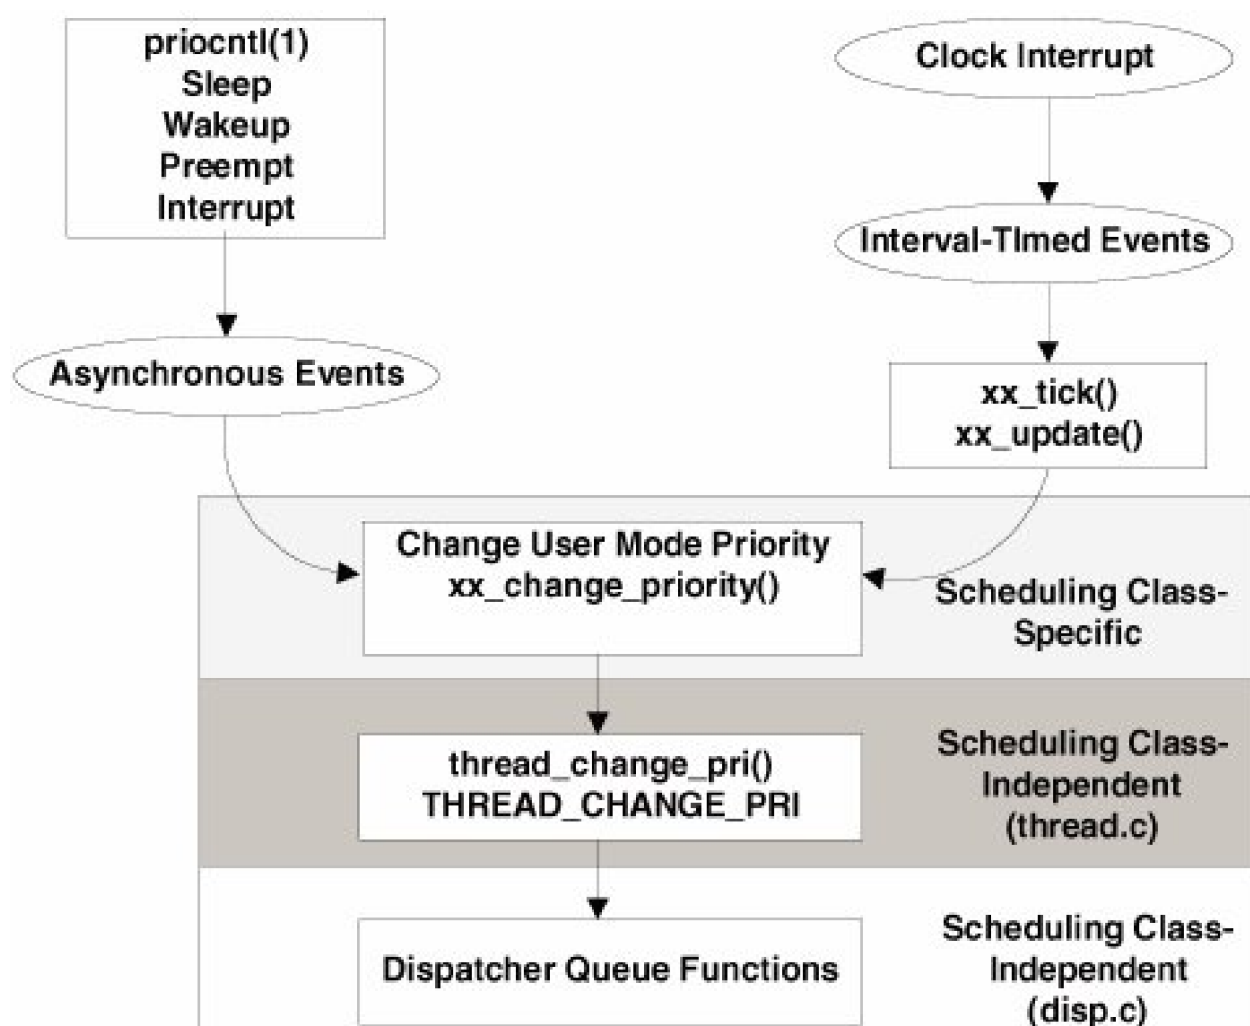 priocntl(1)
Sleep
Wakeup
Preempt
Interrupt
Clock Interrupt
Interval-TImed Events
Asynchronous Events
xx_tick()
xx_update()
Change User Mode Priority
xx_change_priority()
Scheduling Class-
Specific
thread_change_pri()
THREAD_CHANGE_PRI
Scheduling Class-
Independent
(thread.c)
Dispatcher Queue Functions
Scheduling Class-
Independent
(disp.c)